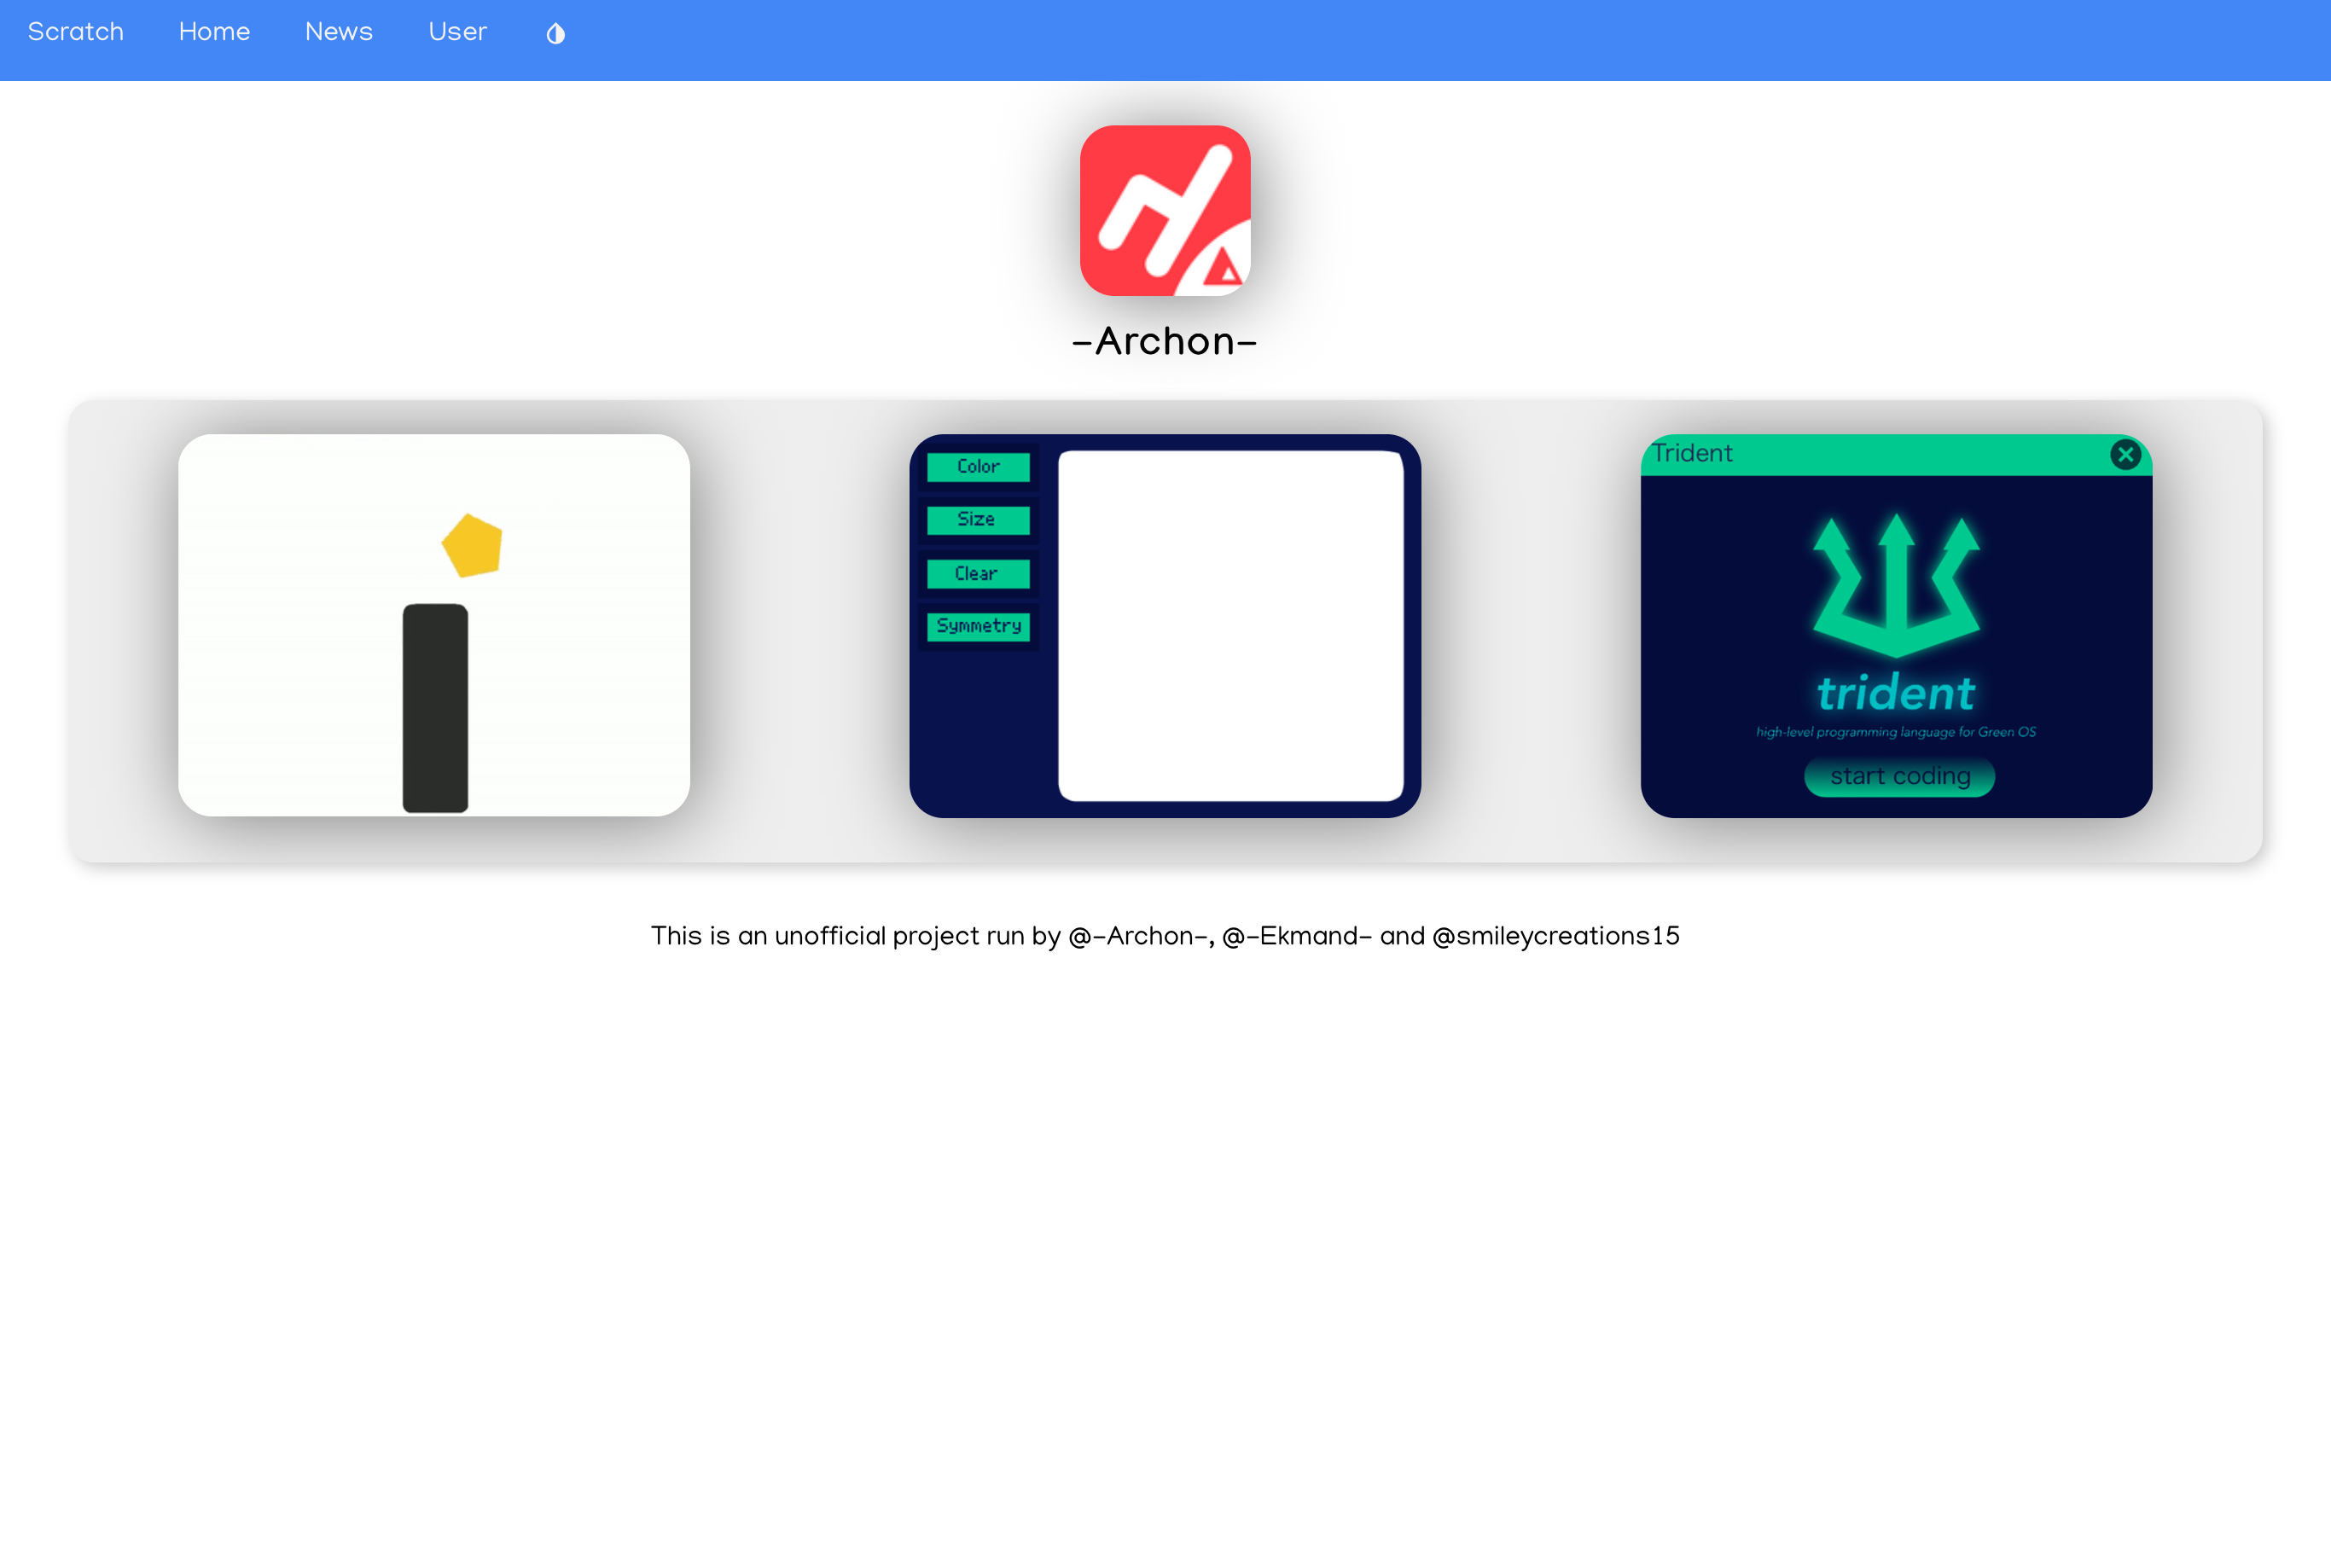 Scratch Home News User
-Archon-
Color
Size
Clear
Symmetry
Trident
trident
high-level programming language for Green OS
start coding
This is an unofficial project run by @-Archon-, @-Ekmand- and @smileycreations15